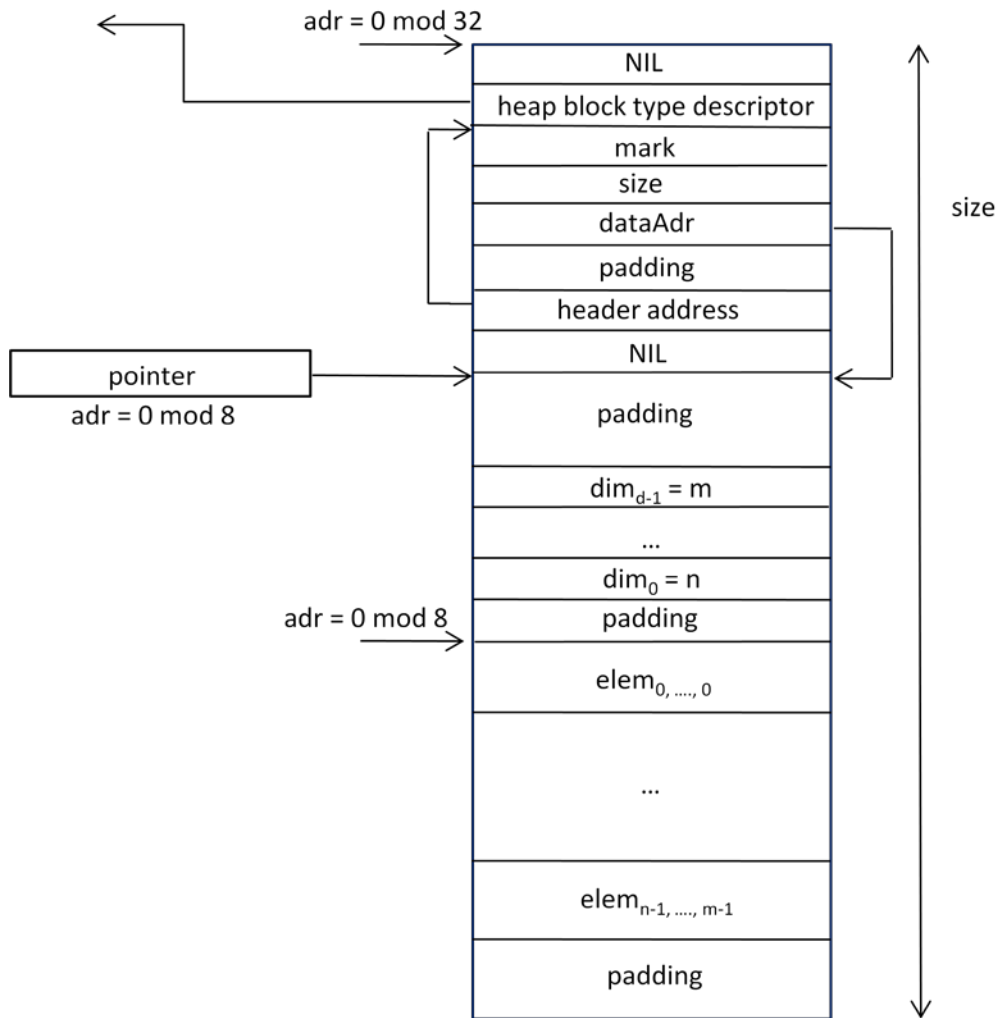 adr = 0 mod 32
NIL
heap block type descriptor
mark
size
dataAdr
size
padding
header address
NIL
pointer
adr = 0 mod 8
padding
dim_{d-1} = m
...
dim_0 = n
adr = 0 mod 8
padding
elem_{0, ...., 0}
...
elem_{n-1, ...., m-1}
padding